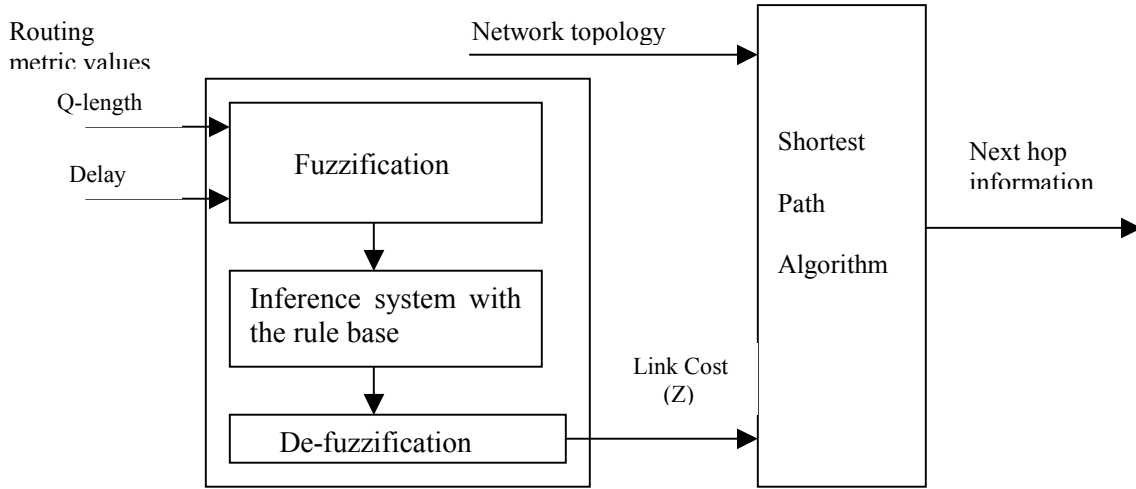 Routing
metric values
Network topology
Q-length
Delay
Fuzzification
Inference system with
the rule base
De-fuzzification
Link Cost
(Z)
Shortest
Path
Algorithm
Next hop
information